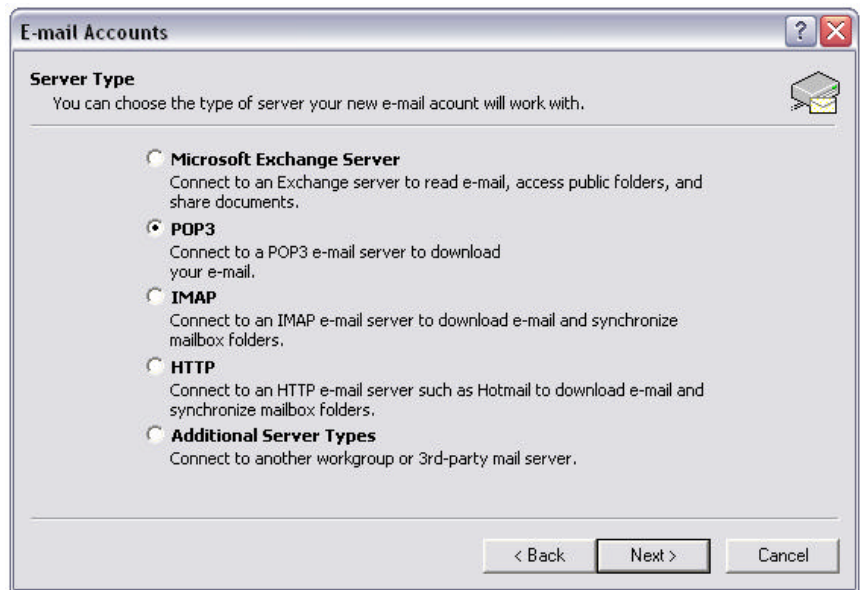 E-mail Accounts
Server Type
You can choose the type of server your new e-mail acount will work with.
Microsoft Exchange Server
Connect to an Exchange server to read e-mail, access public folders, and
share documents.
POP3
Connect to a POP3 e-mail server to download
your e-mail.
IMAP
Connect to an IMAP e-mail server to download e-mail and synchronize
mailbox folders.
HTTP
Connect to an HTTP e-mail server such as Hotmail to download e-mail and
synchronize mailbox folders.
Additional Server Types
Connect to another workgroup or 3rd-party mail server.
< Back Next > Cancel